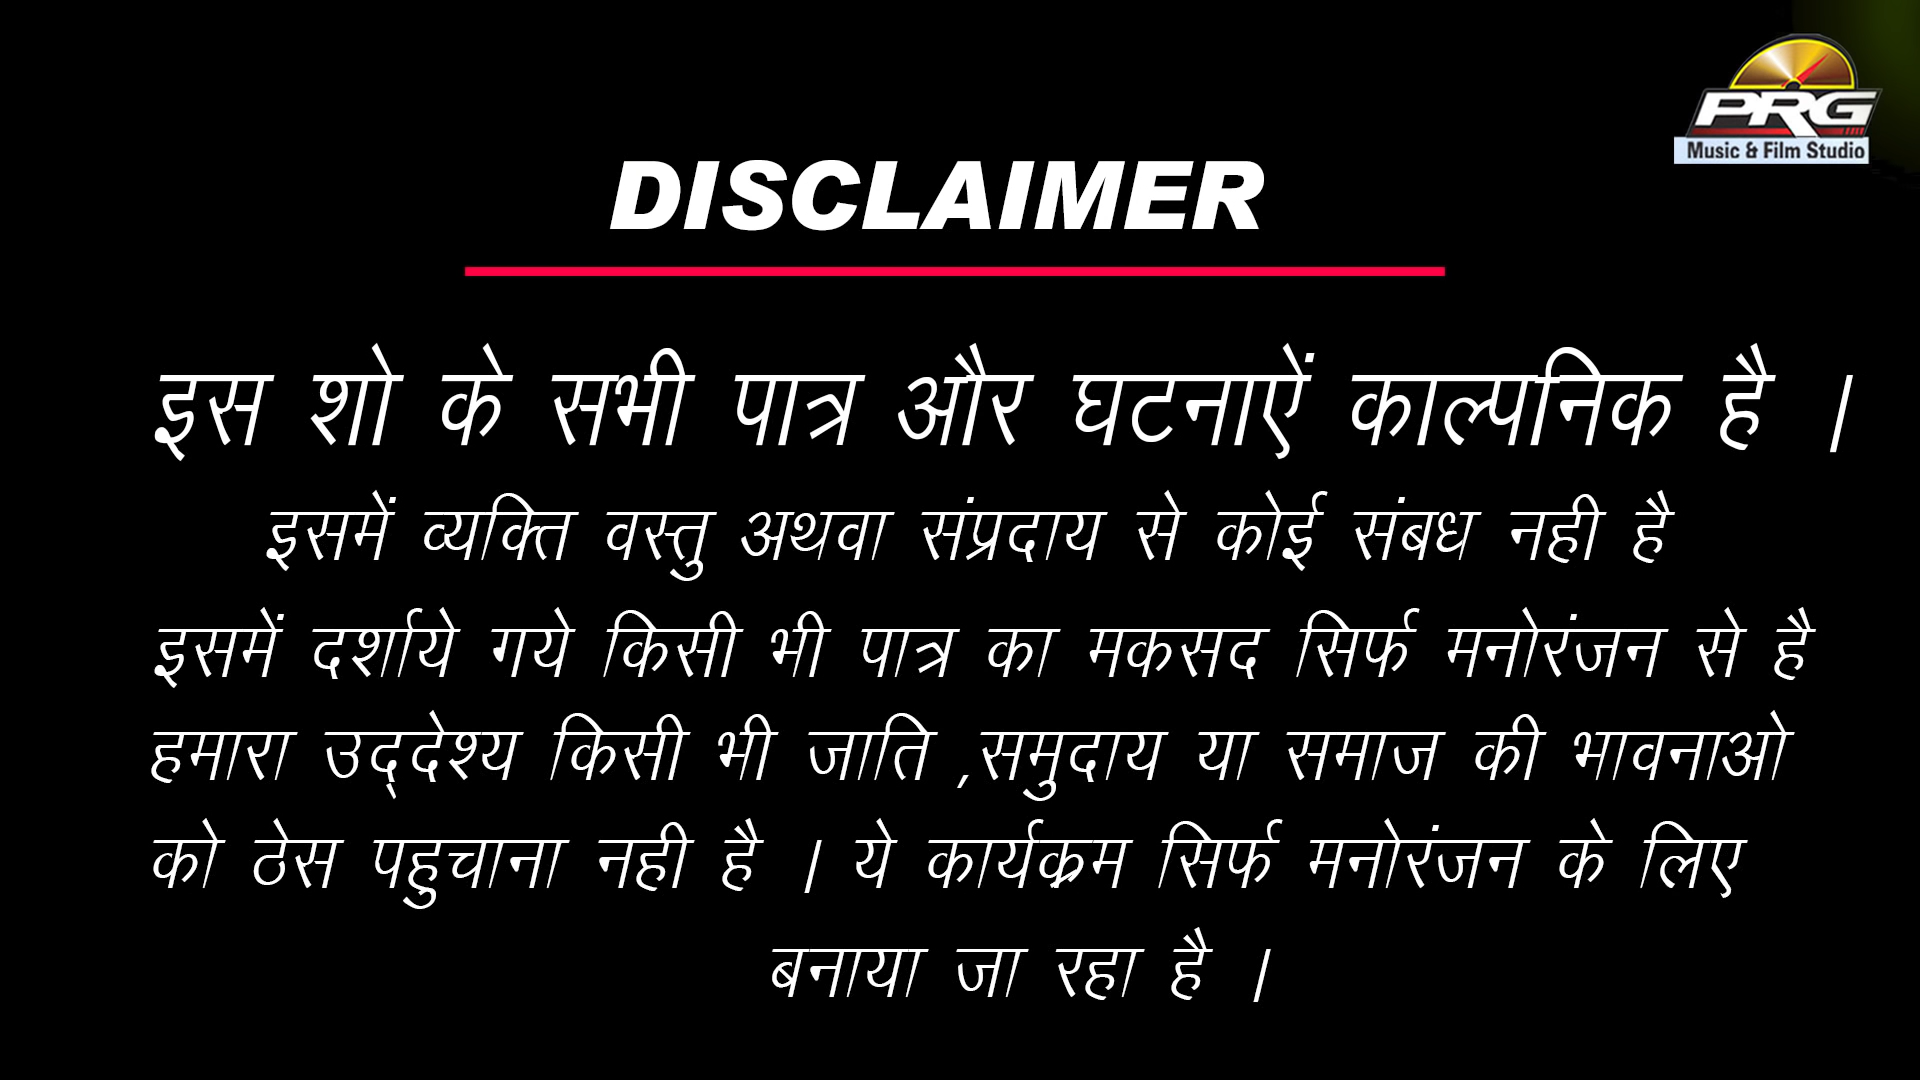 PRG
Music & Film Studio
DISCLAIMER
इस शो के सभी पात्र और घटनाऐं काल्पनिक है ।
इसमें व्यक्ति वस्तु अथवा संप्रदाय से कोई संबध नही है
इसमें दर्शाये गये किसी भी पात्र का मकसद सिर्फ मनोरंजन से है
हमारा उद्‌देश्य किसी भी जाति ,समुदाय या समाज की भावनाओ
को ठेस पहुचाना नही है । ये कार्यक्रम सिर्फ मनोरंजन के लिए
बनाया जा रहा है ।